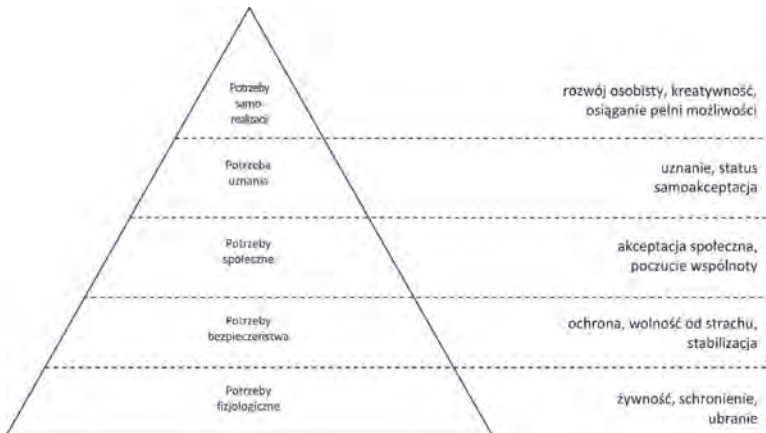 Potrzeby
samo-
realizacji
rozwój osobisty, kreatywność,
osiąganie pełni możliwości
Potrzeba
uznania
uznanie, status
samoakceptacja
Potrzeby
społeczne
akceptacja społeczna,
poczucie wspólnoty
Potrzeby
bezpieczeństwa
ochrona, wolność od strachu,
stabilizacja
Potrzeby
fizjologiczne
żywność, schronienie,
ubranie